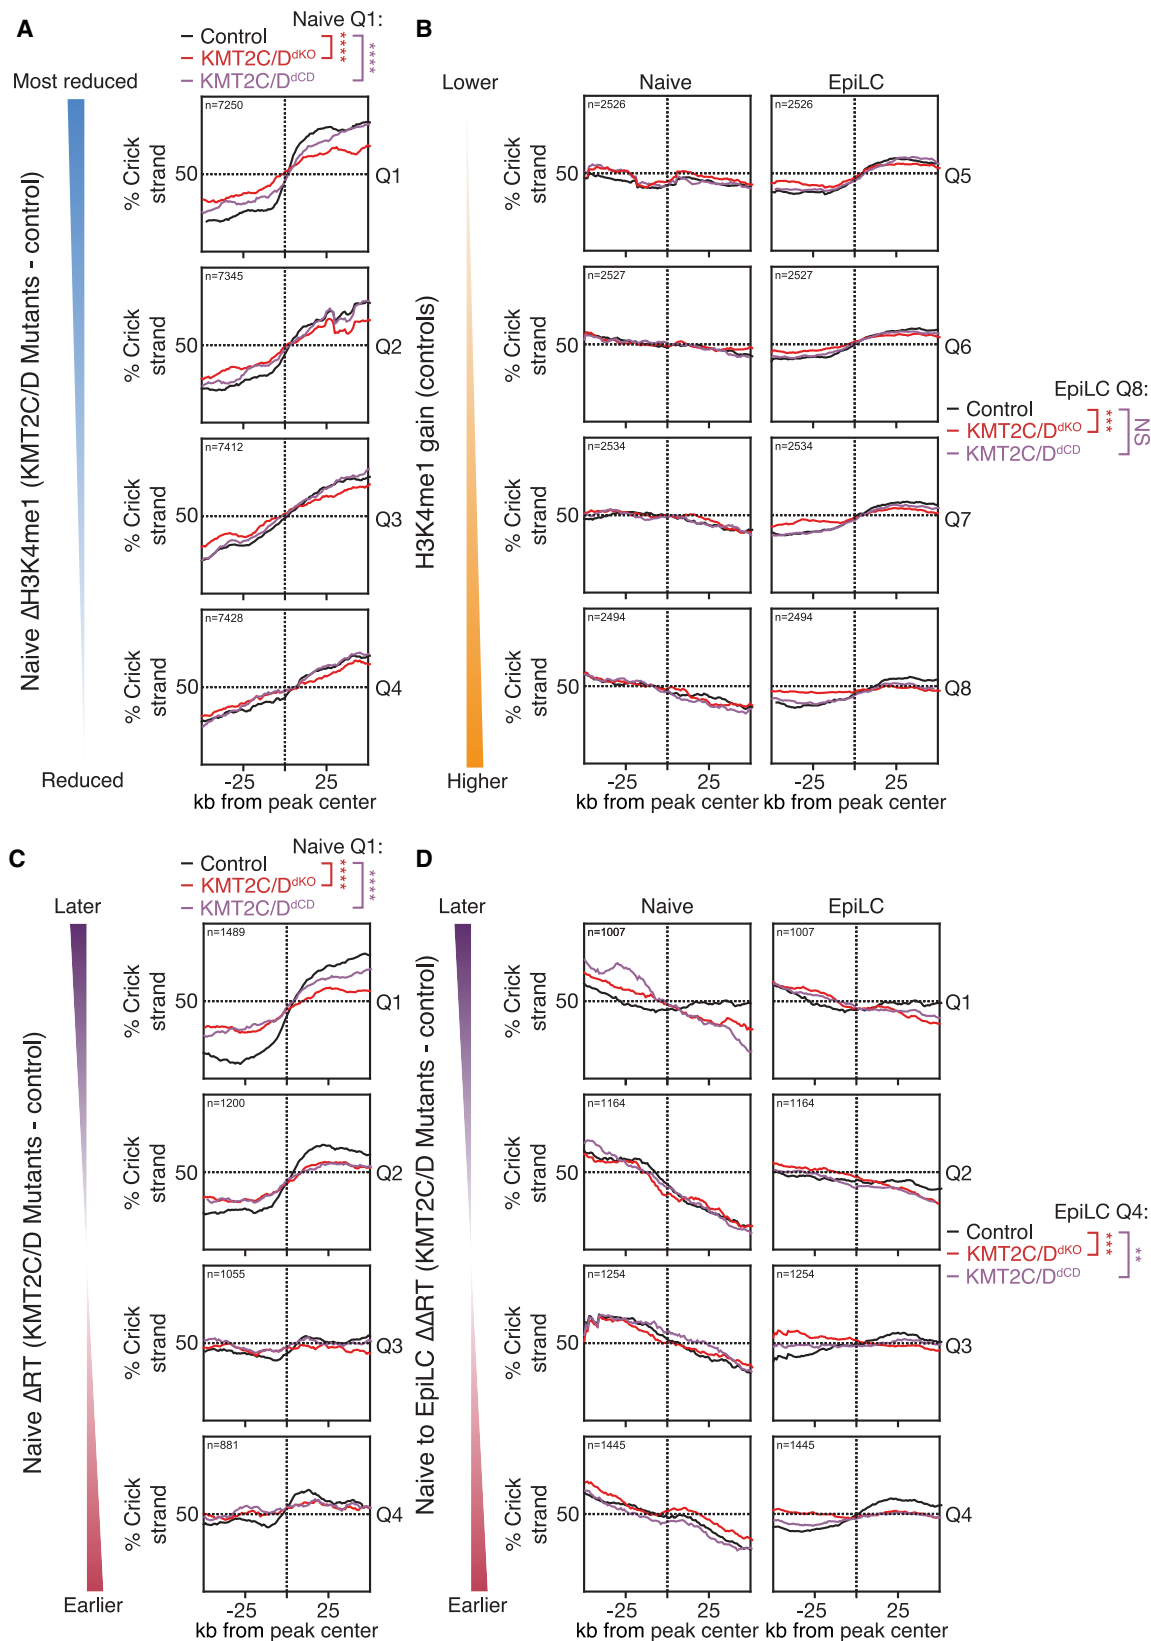 A
Naive Q1:
Control
KMT2C/D^dKO
KMT2C/D^dCD
****
****
Most reduced
Naive ΔH3K4me1 (KMT2C/D Mutants - control)
Reduced
n=7250
% Crick strand
50
Q1
n=7345
% Crick strand
50
Q2
n=7412
% Crick strand
50
Q3
n=7428
% Crick strand
50
Q4
-25 25
kb from peak center
B
Lower
H3K4me1 gain (controls)
Higher
Naive EpiLC
n=2526 n=2526
% Crick strand
50
Q5
n=2527 n=2527
% Crick strand
50
Q6
n=2534 n=2534
% Crick strand
50
Q7
n=2494 n=2494
% Crick strand
50
Q8
-25 25 -25 25
kb from peak center kb from peak center
EpiLC Q8:
Control
KMT2C/D^dKO
KMT2C/D^dCD
***
NS
C
Naive Q1:
Control
KMT2C/D^dKO
KMT2C/D^dCD
****
****
Later
Naive ΔRT (KMT2C/D Mutants - control)
Earlier
n=1489
% Crick strand
50
Q1
n=1200
% Crick strand
50
Q2
n=1055
% Crick strand
50
Q3
n=881
% Crick strand
50
Q4
-25 25
kb from peak center
D
Later
Naive to EpiLC ΔΔRT (KMT2C/D Mutants - control)
Earlier
Naive EpiLC
n=1007 n=1007
% Crick strand
50
Q1
n=1164 n=1164
% Crick strand
50
Q2
n=1254 n=1254
% Crick strand
50
Q3
n=1445 n=1445
% Crick strand
50
Q4
-25 25 -25 25
kb from peak center kb from peak center
EpiLC Q4:
Control
KMT2C/D^dKO
KMT2C/D^dCD
***
**